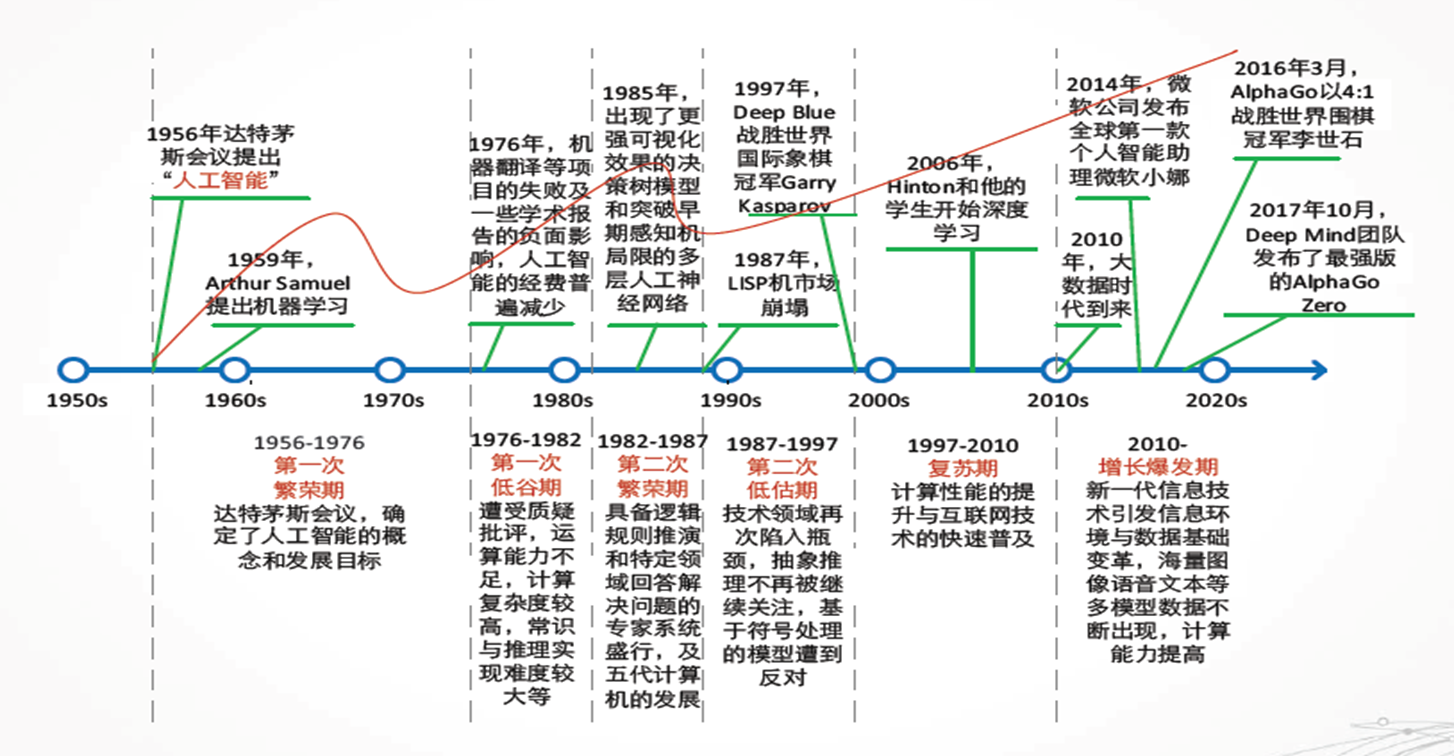 1956年达特茅
斯会议提出
“人工智能”
1959年，
Arthur Samuel
提出机器学习
1976年，机
器翻译等项
目的失败及
一些学术报
告的负面影
响，人工智
能的经费普
遍减少
1985年，
出现了更
强可视化
效果的决
策树模型
和突破早
期感知机
局限的多
层人工神
经网络
1997年，
Deep Blue
战胜世界
国际象棋
冠军Garry
Kasparov
1987年，
LISP机市场
崩塌
2006年，
Hinton和他的
学生开始深度
学习
2014年，微
软公司发布
全球第一款
个人智能助
理微软小娜
2010
年，大
数据时
代到来
2016年3月，
AlphaGo以4:1
战胜世界围棋
冠军李世石
2017年10月，
Deep Mind团队
发布了最强版
的AlphaGo
Zero
1950s
1960s
1970s
1980s
1990s
2000s
2010s
2020s
1956-1976
第一次
繁荣期
达特茅斯会议，确
定了人工智能的概
念和发展目标
1976-1982
第一次
低谷期
遭受质疑
批评，运
算能力不
足，计算
复杂度较
高，常识
与推理实
现难度较
大等
1982-1987
第二次
繁荣期
具备逻辑
规则推演
和特定领
域回答解
决问题的
专家系统
盛行，及
五代计算
机的发展
1987-1997
第二次
低估期
技术领域再
次陷入瓶
颈，抽象推
理不再被继
续关注，基
于符号处理
的模型遭到
反对
1997-2010
复苏期
计算性能的提
升与互联网技
术的快速普及
2010-
增长爆发期
新一代信息技
术引发信息环
境与数据基础
变革，海量图
像语音文本等
多模型数据不
断出现，计算
能力提高